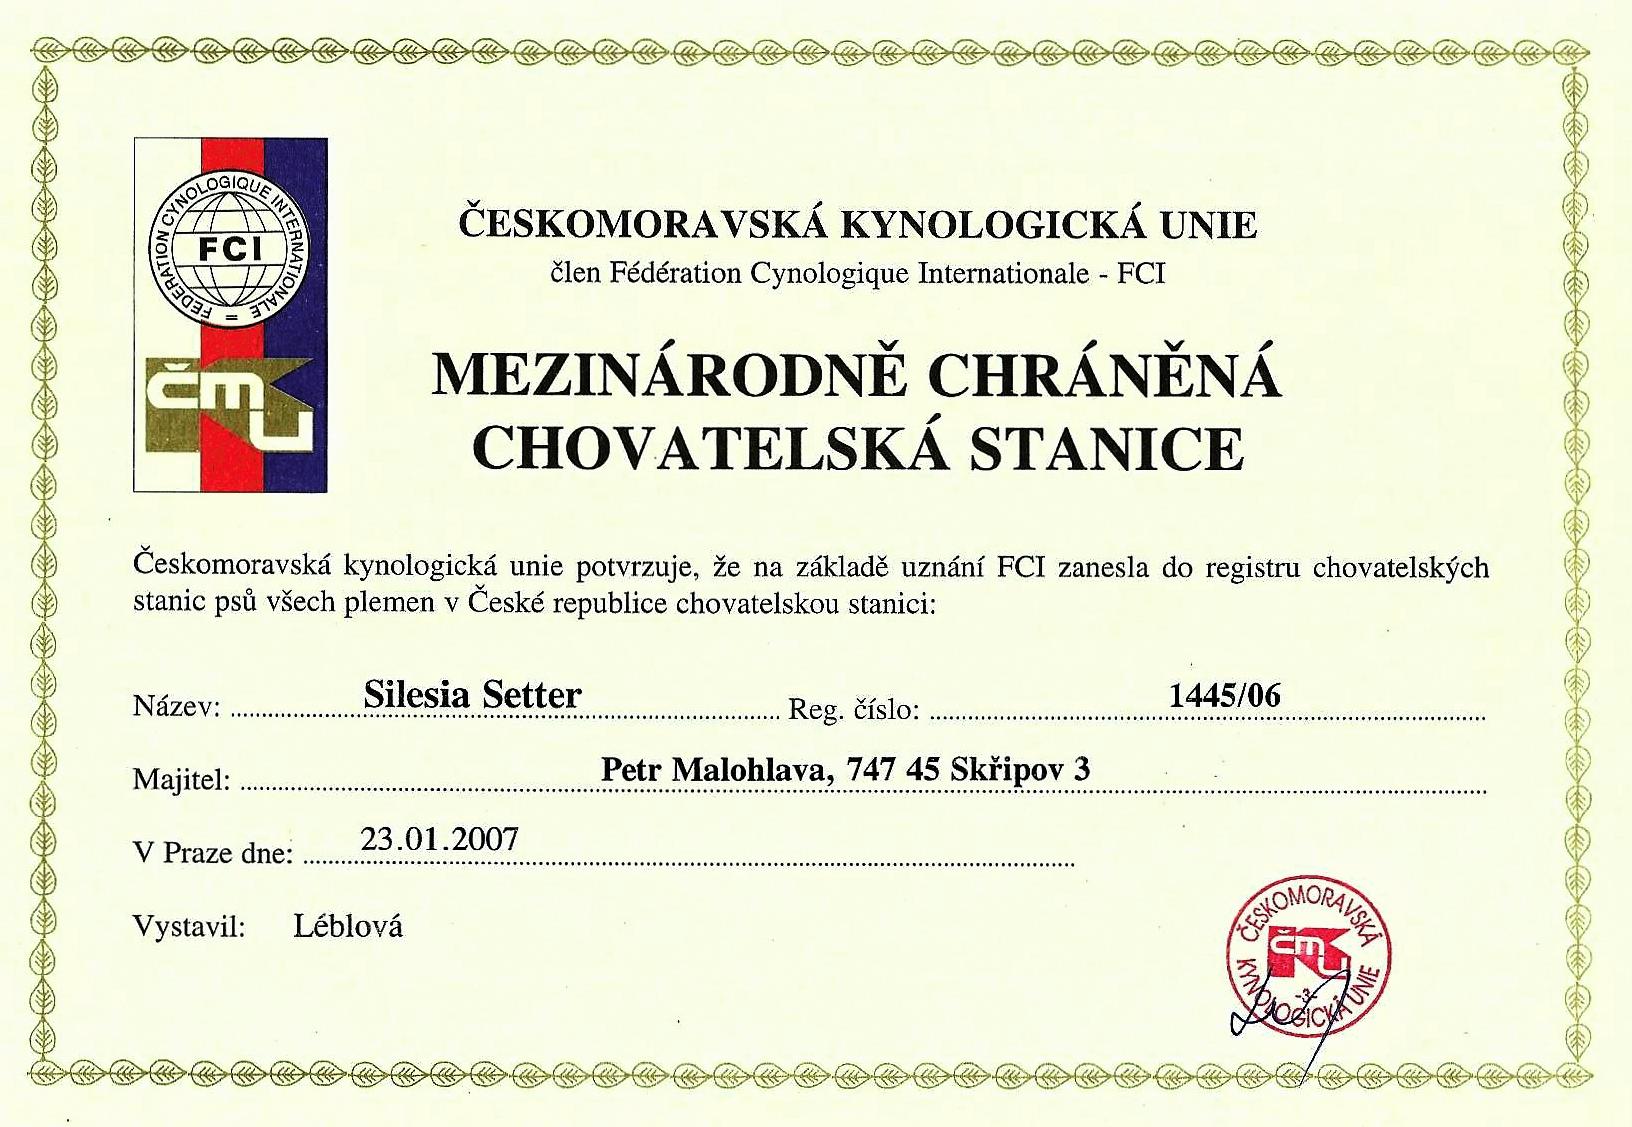 FEDERATION CYNOLOGIQUE INTERNATIONALE =
FCI
čmku
ČESKOMORAVSKÁ KYNOLOGICKÁ UNIE
člen Fédération Cynologique Internationale - FCI
MEZINÁRODNĚ CHRÁNĚNÁ
CHOVATELSKÁ STANICE
Českomoravská kynologická unie potvrzuje, že na základě uznání FCI zanesla do registru chovatelských
stanic psů všech plemen v České republice chovatelskou stanici:
Název: Silesia Setter Reg. číslo: 1445/06
Majitel: Petr Malohlava, 747 45 Skřipov 3
V Praze dne: 23.01.2007
Vystavil: Léblová
ČESKOMORAVSKÁ
čmku
-3-
KYNOLOGICKÁ UNIE